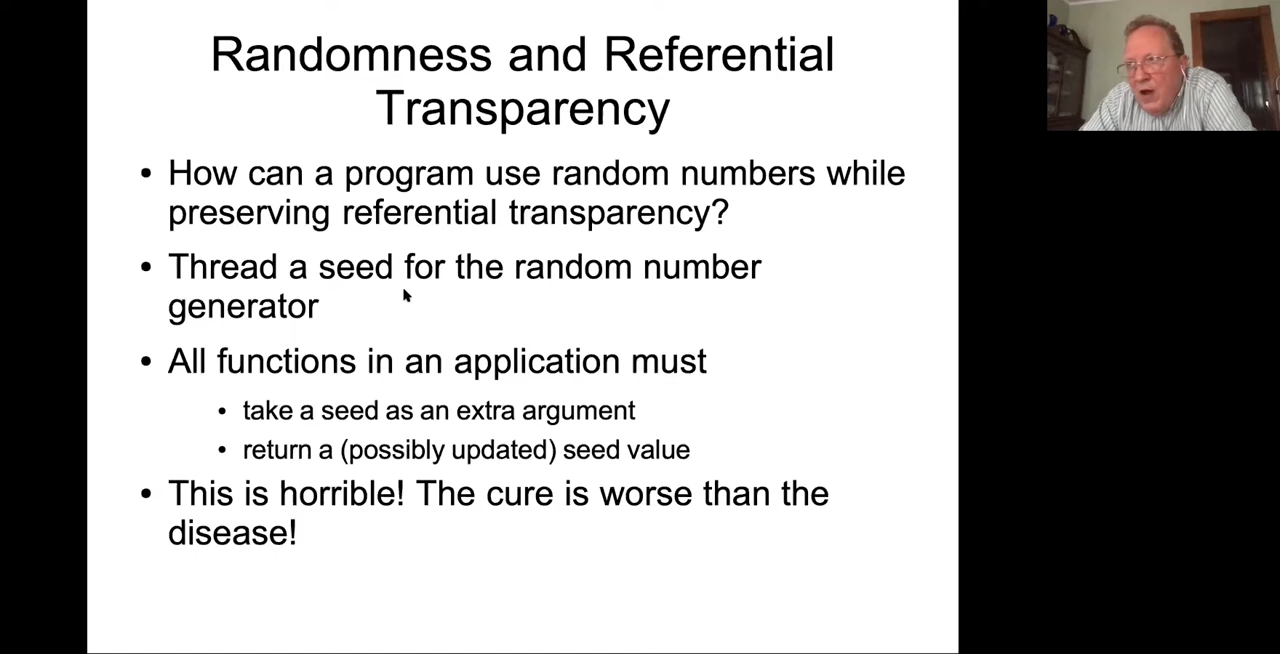 Randomness and Referential
Transparency
• How can a program use random numbers while
preserving referential transparency?
• Thread a seed for the random number
generator
• All functions in an application must
• take a seed as an extra argument
• return a (possibly updated) seed value
• This is horrible! The cure is worse than the
disease!